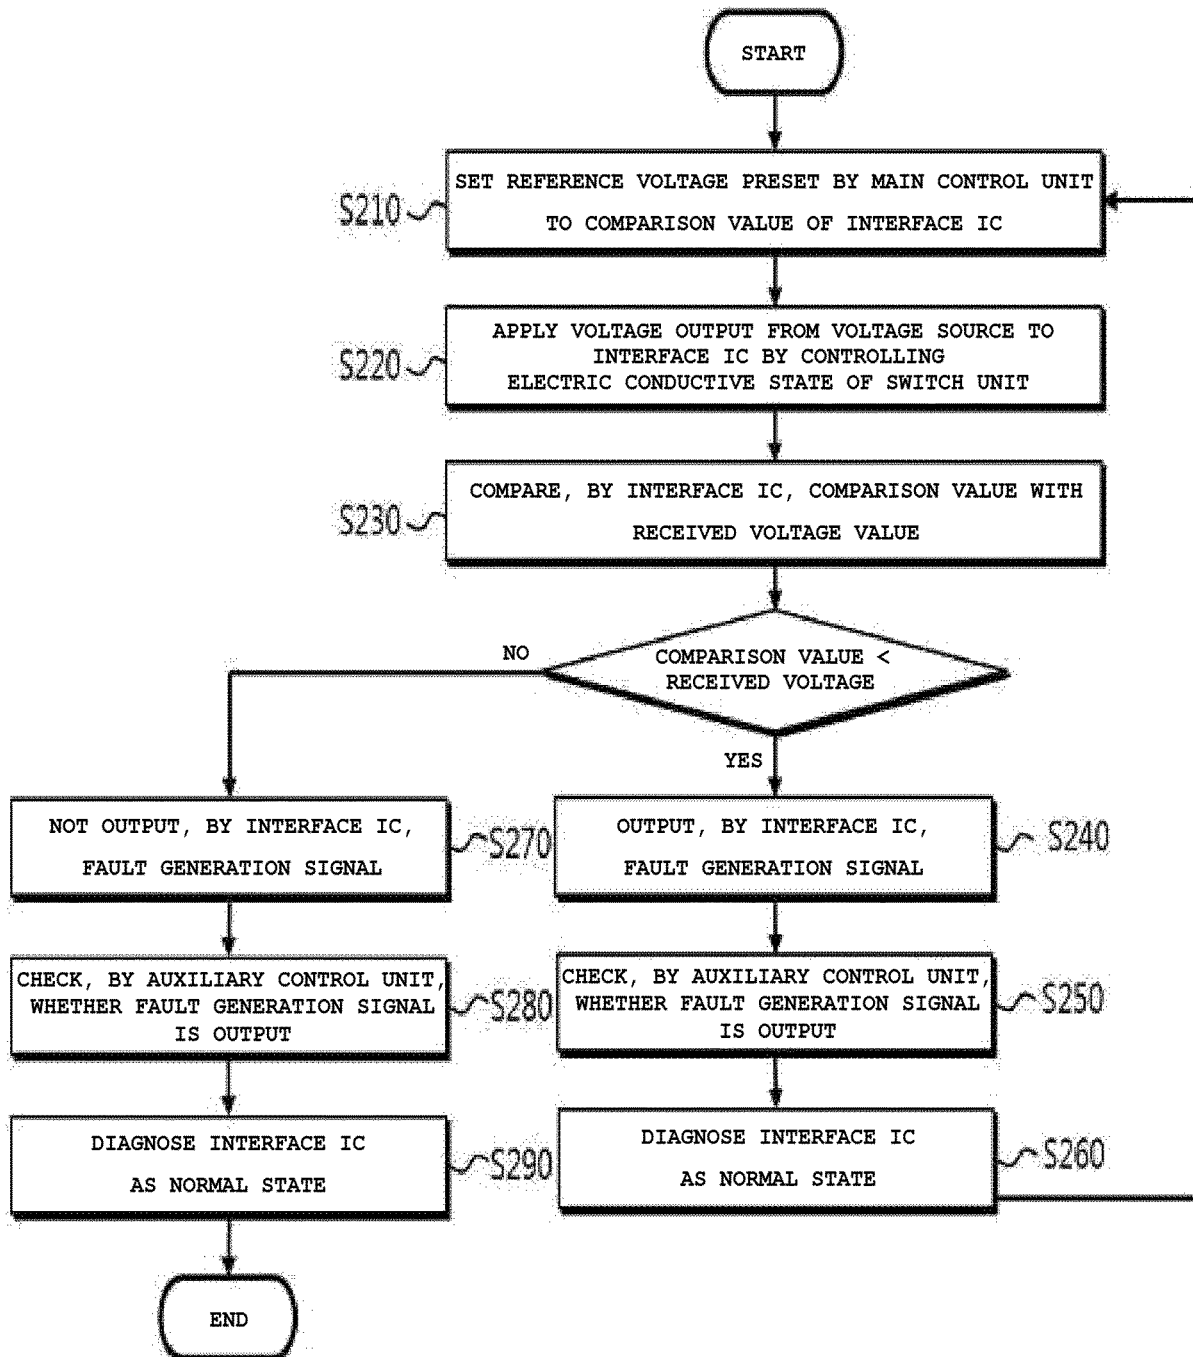 START
SET REFERENCE VOLTAGE PRESET BY MAIN CONTROL UNIT
TO COMPARISON VALUE OF INTERFACE IC
S210
APPLY VOLTAGE OUTPUT FROM VOLTAGE SOURCE TO
INTERFACE IC BY CONTROLLING
ELECTRIC CONDUCTIVE STATE OF SWITCH UNIT
S220
COMPARE, BY INTERFACE IC, COMPARISON VALUE WITH
RECEIVED VOLTAGE VALUE
S230
COMPARISON VALUE <
RECEIVED VOLTAGE
NO
YES
NOT OUTPUT, BY INTERFACE IC,
FAULT GENERATION SIGNAL
S270
OUTPUT, BY INTERFACE IC,
FAULT GENERATION SIGNAL
S240
CHECK, BY AUXILIARY CONTROL UNIT,
WHETHER FAULT GENERATION SIGNAL
IS OUTPUT
S280
CHECK, BY AUXILIARY CONTROL UNIT,
WHETHER FAULT GENERATION SIGNAL
IS OUTPUT
S250
DIAGNOSE INTERFACE IC
AS NORMAL STATE
S290
DIAGNOSE INTERFACE IC
AS NORMAL STATE
S260
END